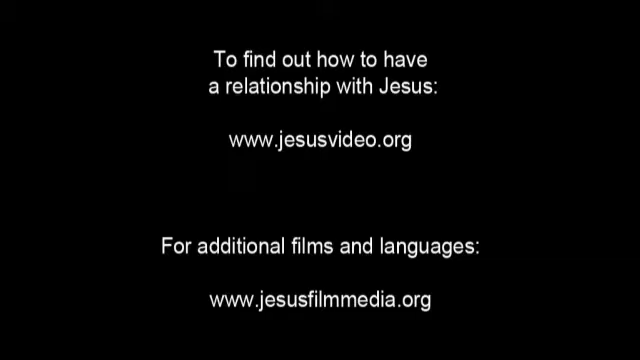 To find out how to have
a relationship with Jesus:
www.jesusvideo.org
For additional films and languages:
www.jesusfilmmedia.org